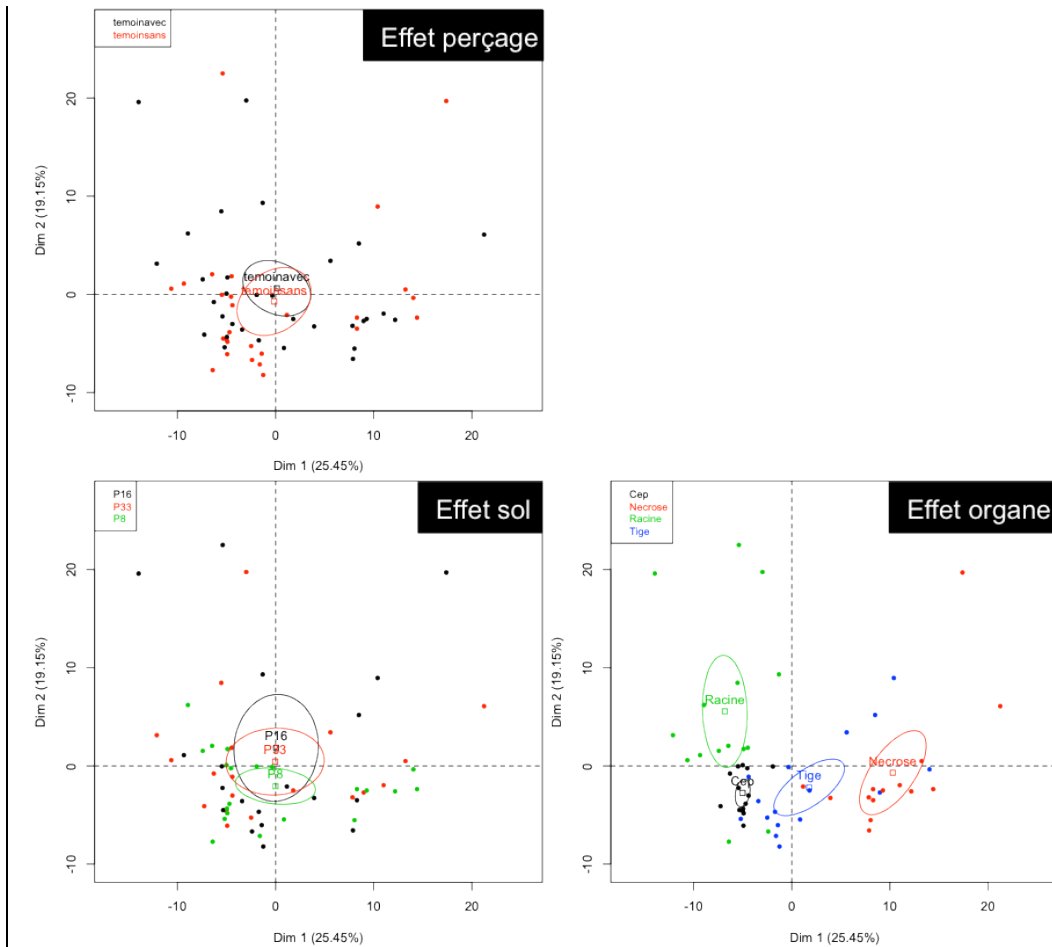 temoinavec
temoinsans
Effet perçage
20
10
0
-10
Dim 2 (19.15%)
temoinavec
temoinsans
-10
0
10
20
Dim 1 (25.45%)
P16
P33
P8
Effet sol
20
10
0
-10
Dim 2 (19.15%)
P16
P33
P8
-10
0
10
20
Dim 1 (25.45%)
Cep
Necrose
Racine
Tige
Effet organe
20
10
0
-10
Dim 2 (19.15%)
Racine
Necrose
Tige
Cep
-10
0
10
20
Dim 1 (25.45%)